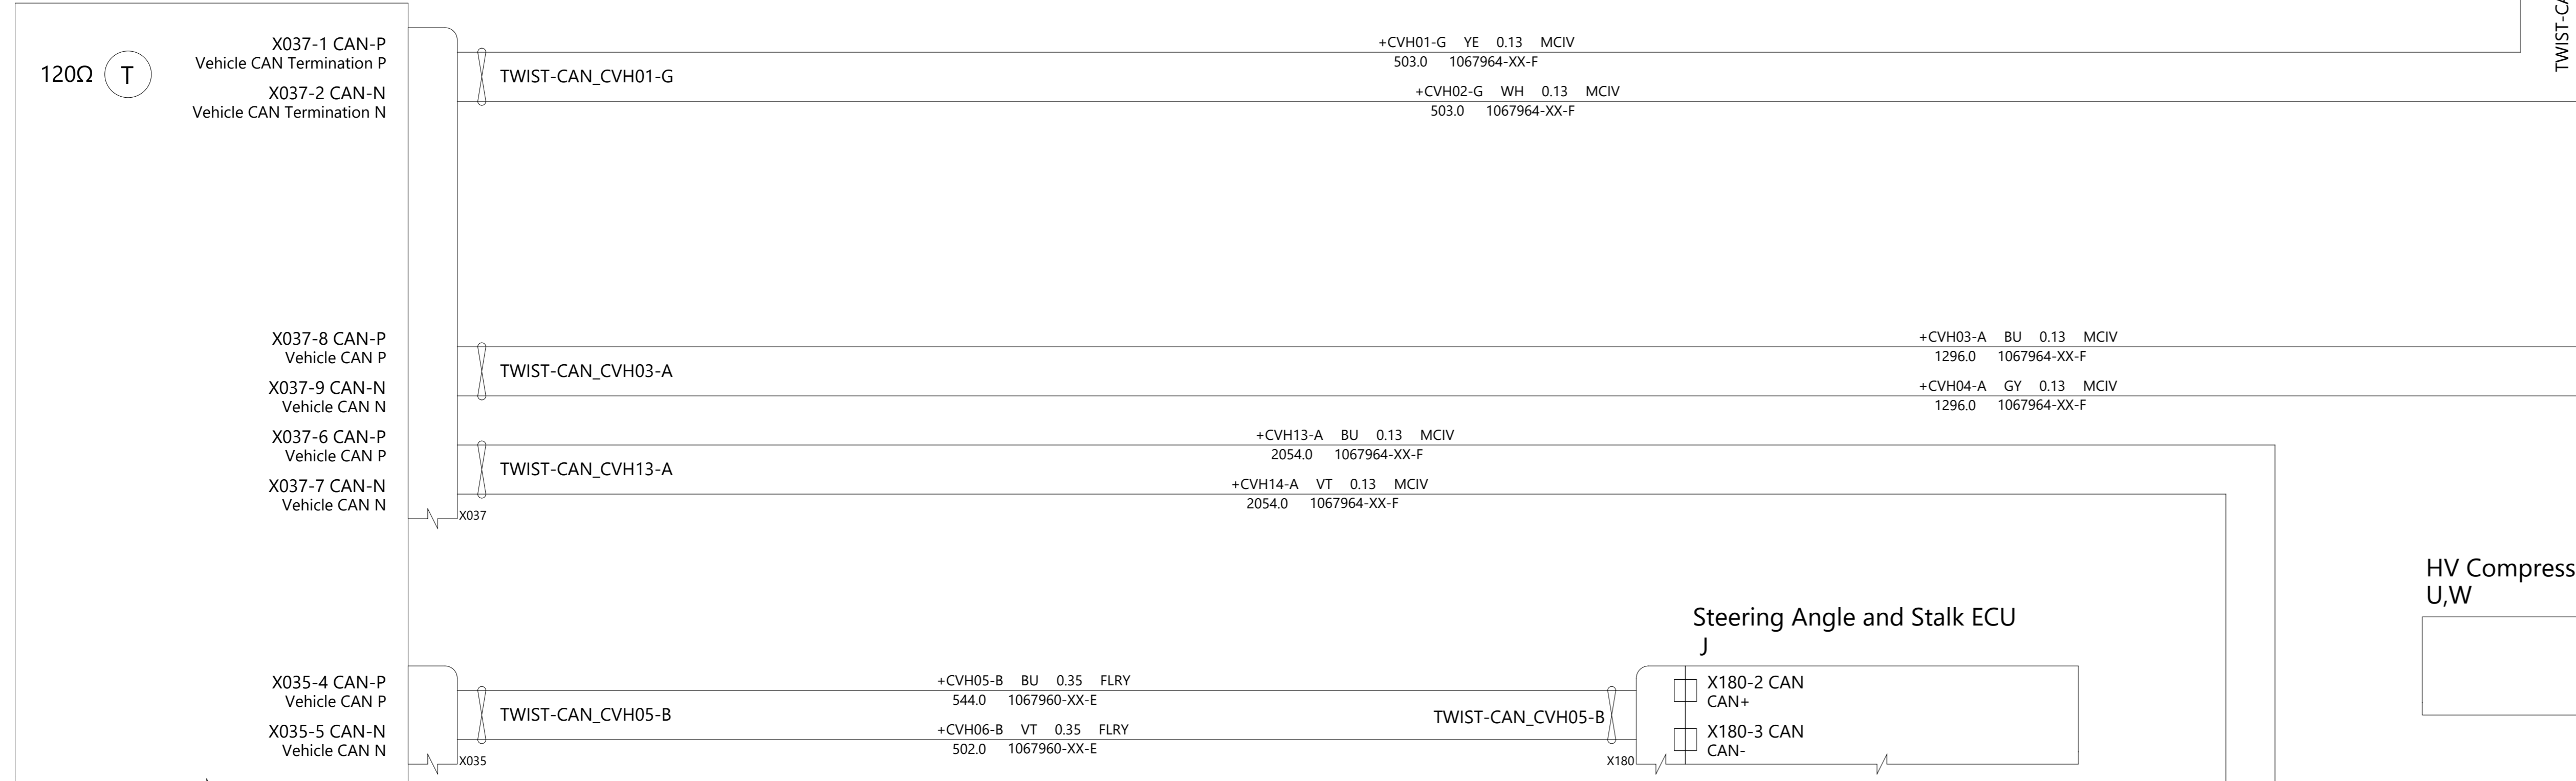 120Ω T
X037-1 CAN-P
Vehicle CAN Termination P
X037-2 CAN-N
Vehicle CAN Termination N
TWIST-CAN_CVH01-G
+CVH01-G YE 0.13 MCIV
503.0 1067964-XX-F
+CVH02-G WH 0.13 MCIV
503.0 1067964-XX-F
TWIST-CA
X037-8 CAN-P
Vehicle CAN P
X037-9 CAN-N
Vehicle CAN N
TWIST-CAN_CVH03-A
+CVH03-A BU 0.13 MCIV
1296.0 1067964-XX-F
+CVH04-A GY 0.13 MCIV
1296.0 1067964-XX-F
X037-6 CAN-P
Vehicle CAN P
X037-7 CAN-N
Vehicle CAN N
TWIST-CAN_CVH13-A
+CVH13-A BU 0.13 MCIV
2054.0 1067964-XX-F
+CVH14-A VT 0.13 MCIV
2054.0 1067964-XX-F
X037
HV Compress
U,W
Steering Angle and Stalk ECU
J
X035-4 CAN-P
Vehicle CAN P
X035-5 CAN-N
Vehicle CAN N
TWIST-CAN_CVH05-B
+CVH05-B BU 0.35 FLRY
544.0 1067960-XX-E
+CVH06-B VT 0.35 FLRY
502.0 1067960-XX-E
TWIST-CAN_CVH05-B
X180-2 CAN
CAN+
X180-3 CAN
CAN-
X035
X180